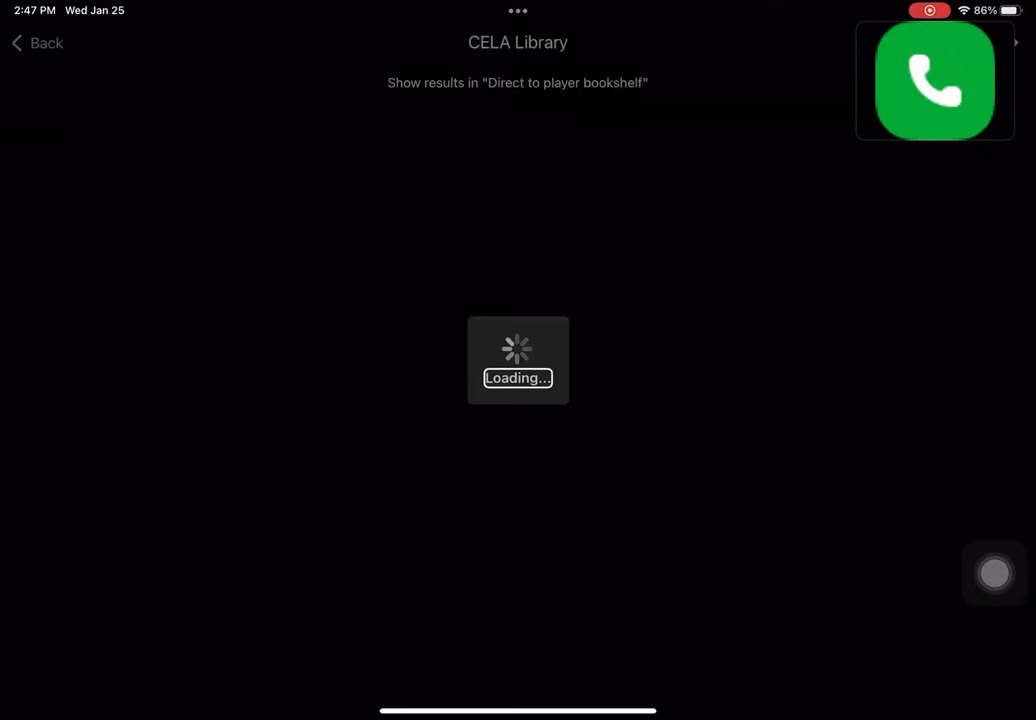 2:47 PM Wed Jan 25
86%
Back
CELA Library
Show results in "Direct to player bookshelf"
Loading...